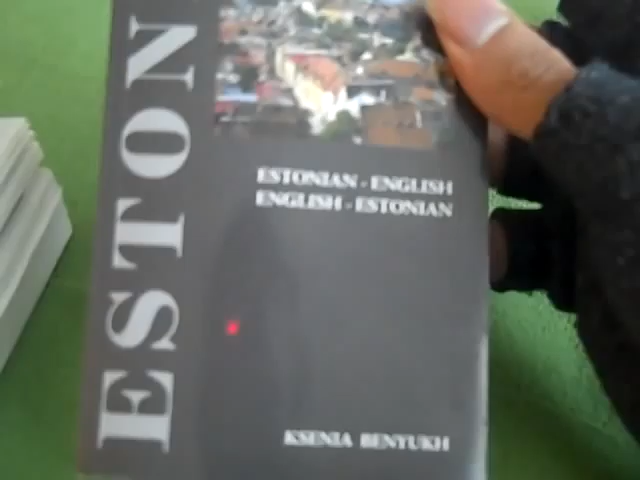 ESTON
ESTONIAN - ENGLISH
ENGLISH - ESTONIAN
KSENIA BENYUKH